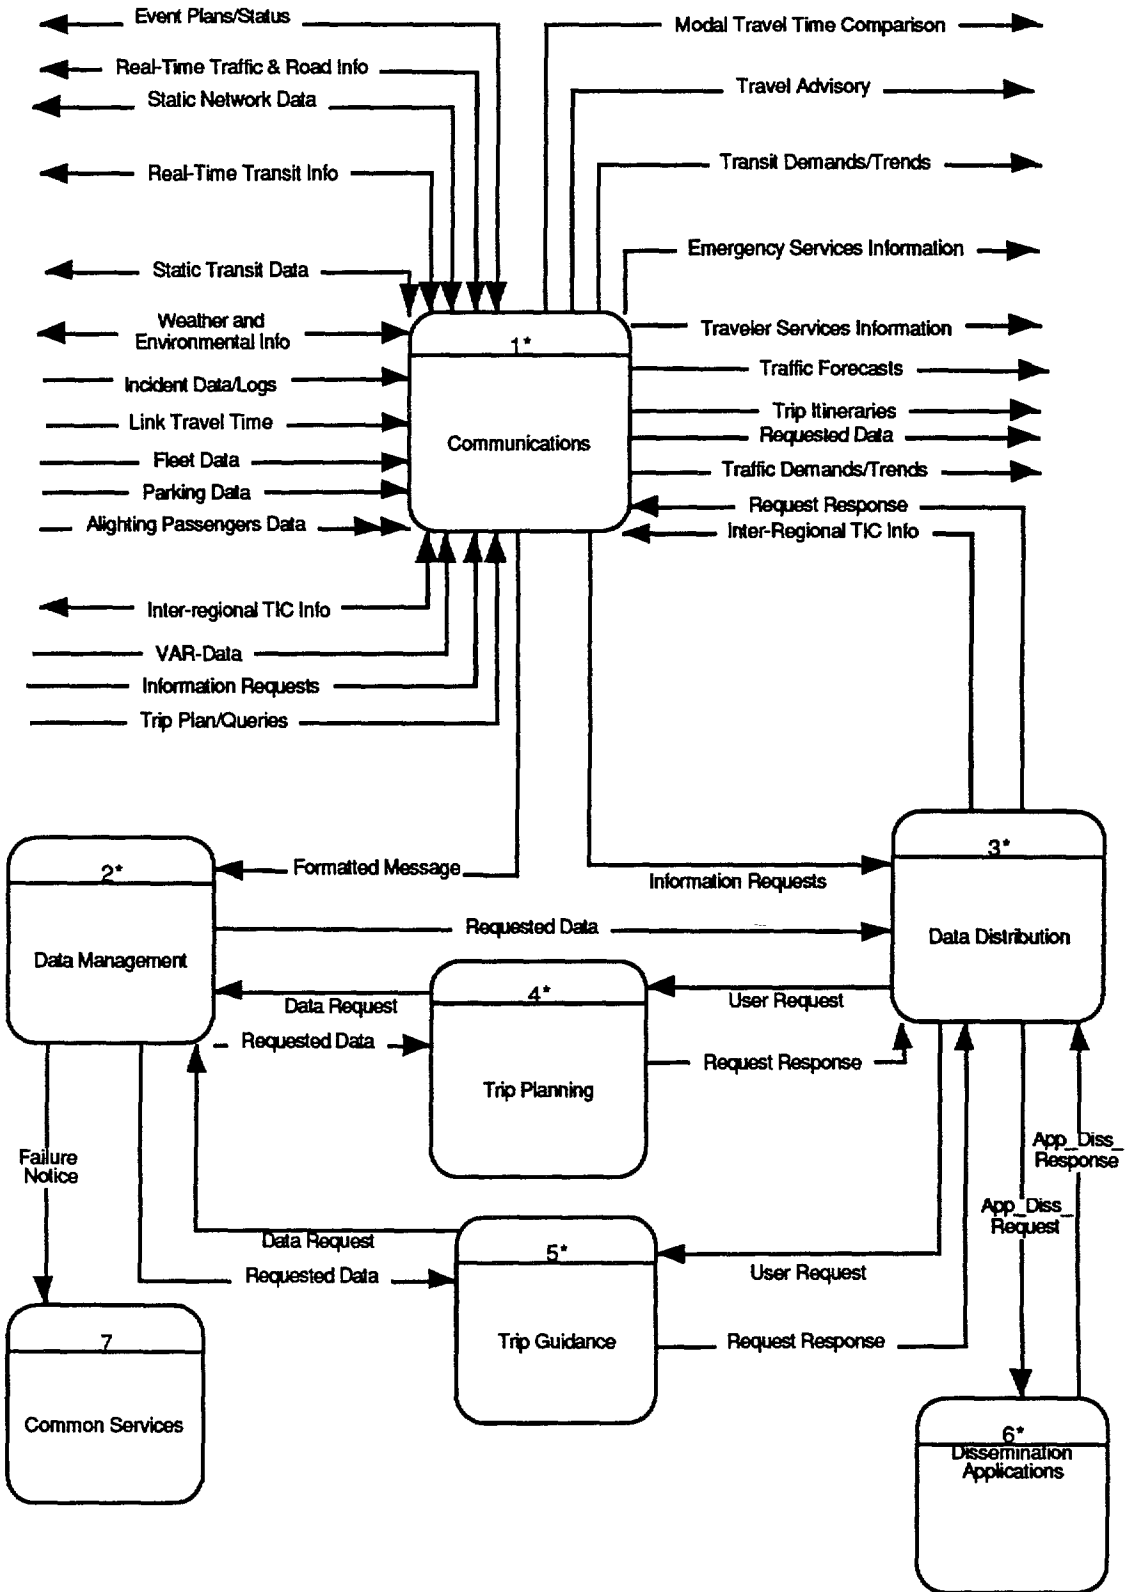 Event Plans/Status
Modal Travel Time Comparison
Real-Time Traffic & Road Info
Travel Advisory
Static Network Data
Transit Demands/Trends
Real-Time Transit Info
Emergency Services Information
Static Transit Data
Weather and
Environmental Info
Traveler Services Information
1*
Communications
Incident Data/Logs
Traffic Forecasts
Link Travel Time
Trip Itineraries
Requested Data
Fleet Data
Traffic Demands/Trends
Parking Data
Request Response
Alighting Passengers Data
Inter-Regional TIC Info
Inter-regional TIC Info
VAR-Data
Information Requests
Trip Plan/Queries
2*
Data Management
Formatted Message
Information Requests
3*
Data Distribution
Requested Data
Data Request
4*
Trip Planning
User Request
Requested Data
Request Response
Failure
Notice
App_Diss_
Response
App_Diss_
Request
Data Request
5*
Trip Guidance
User Request
Requested Data
Request Response
7
Common Services
6*
Dissemination
Applications